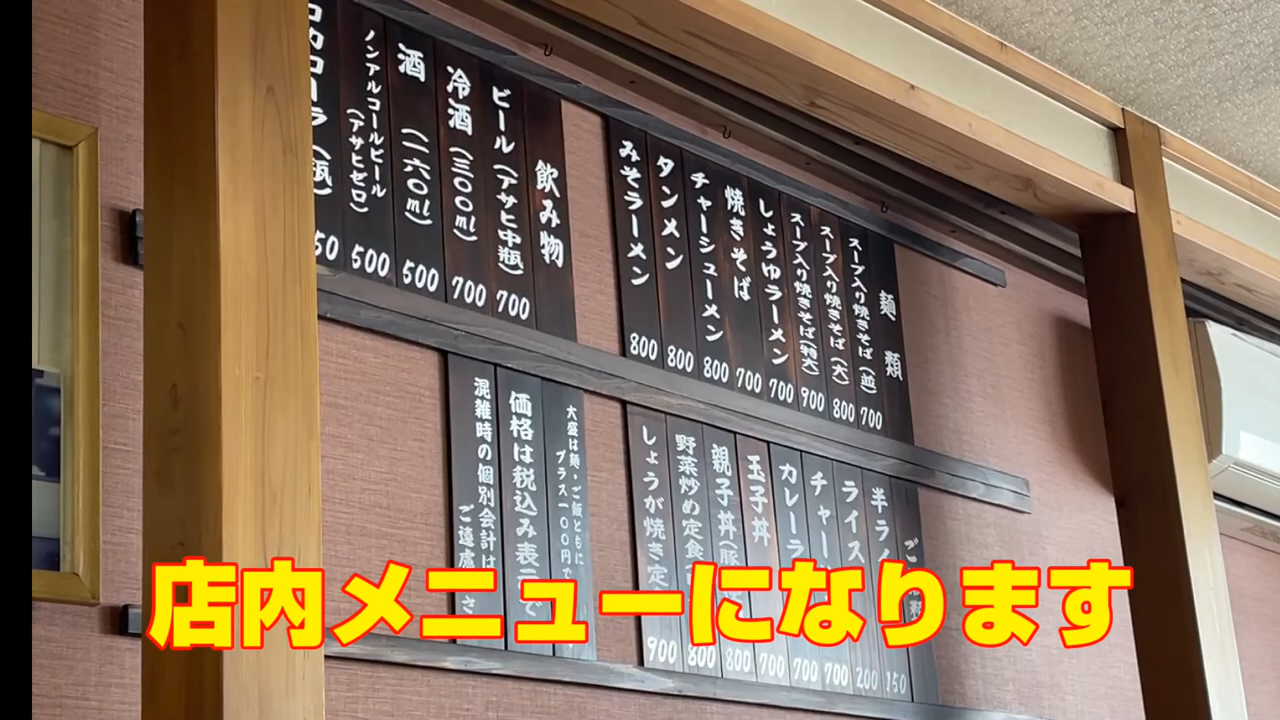 麺類
スープ入り焼きそば（並）700
スープ入り焼きそば（大）800
スープ入り焼きそば（特大）900
しょうゆラーメン 700
焼きそば 700
チャーシューメン 800
タンメン 800
みそラーメン 800
飲み物
ビール（アサヒ中瓶）700
冷酒（三〇〇ml）700
酒（一六〇ml）500
ノンアルコールビール（アサヒゼロ）500
コカコーラ（瓶）50
ご
半ライ 150
ライス 200
チャー 700
カレーラ 700
玉子丼 700
親子丼（豚 800
野菜炒め定食 800
しょうが焼き定 900
大盛は麺・ご飯ともに
プラス一〇〇円で
価格は税込み表示で
混雑時の個別会計は
ご遠慮
店内メニューになります